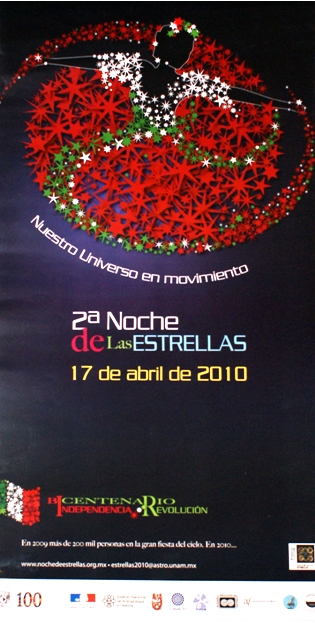 Nuestro Universo en movimiento
2ª Noche
de Las ESTRELLAS
17 de abril de 2010
BICENTENARIO
INDEPENDENCIA REVOLUCIÓN
En 2009 más de 200 mil personas en la gran fiesta del cielo. En 2010...
www.nochedeestrellas.org.mx • estrellas2010@astro.unam.mx
100